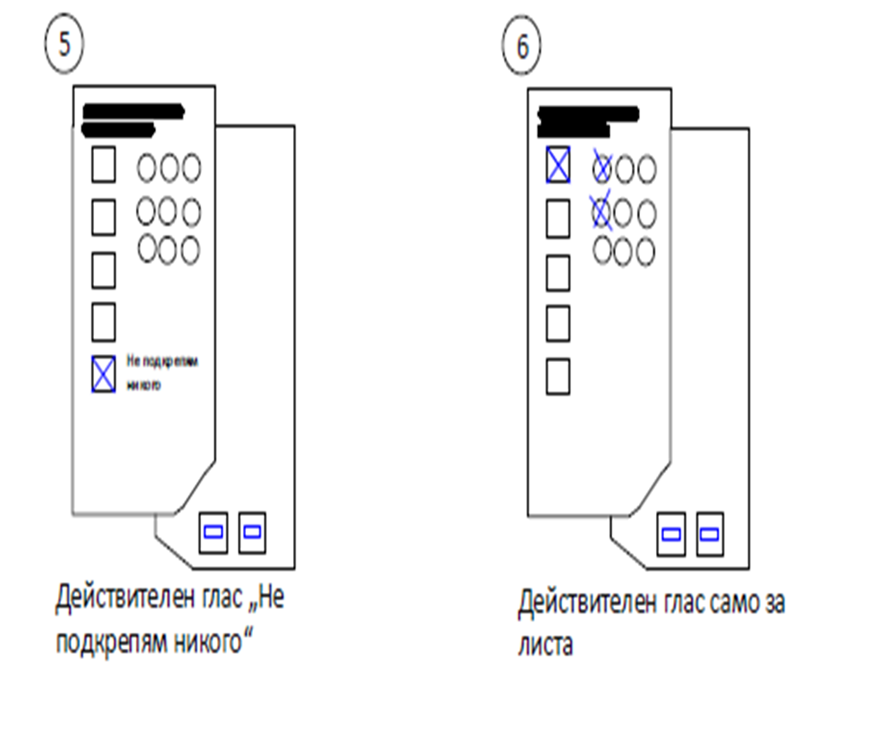 5
6
Не подкрепям
никого
Действителен глас „Не
подкрепям никого“
Действителен глас само за
листа